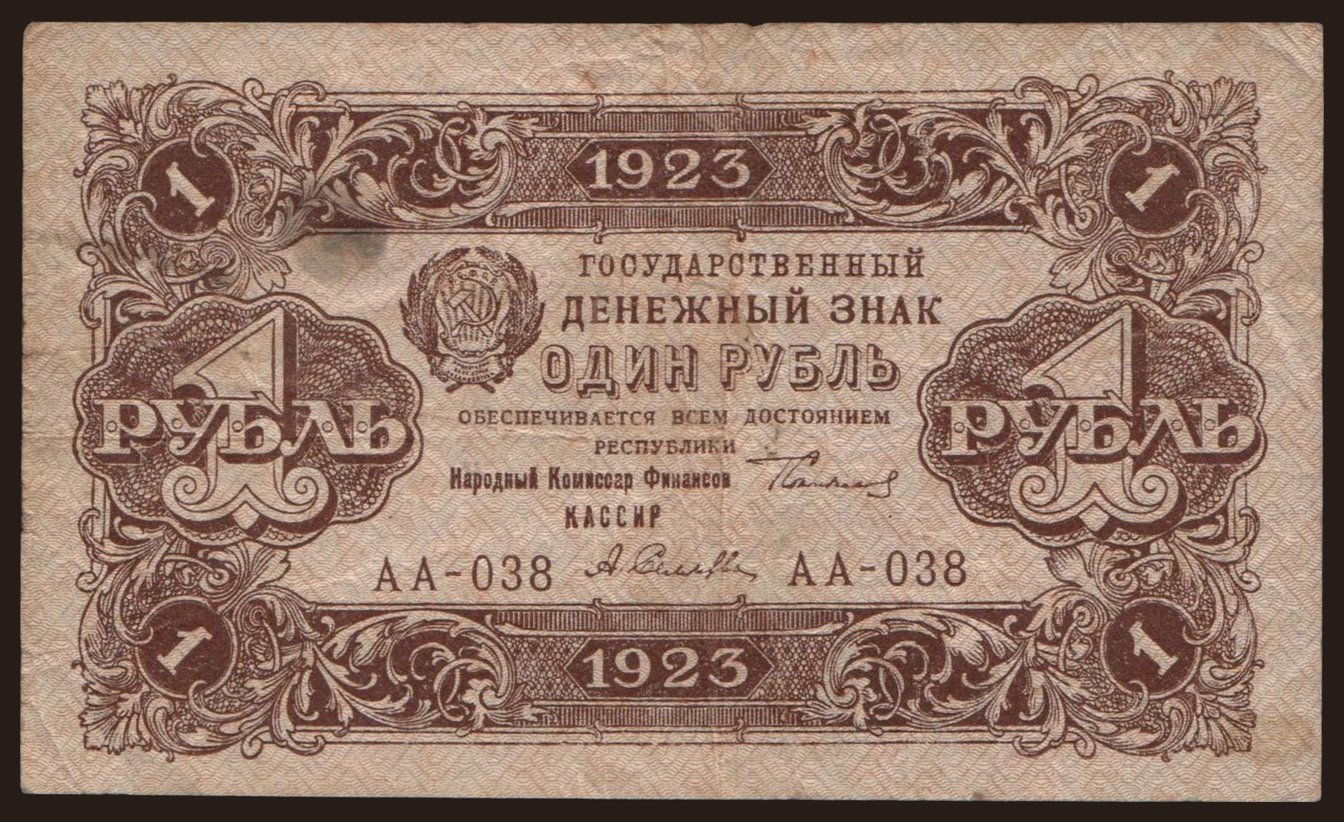 1923
1 1
ГОСУДАРСТВЕННЫЙ
ДЕНЕЖНЫЙ ЗНАК
ОДИН РУБЛЬ
1 РУБЛЬ 1 РУБЛЬ
ОБЕСПЕЧИВАЕТСЯ ВСЕМ ДОСТОЯНИЕМ
РЕСПУБЛИКИ
Народный Комиссар Финансов
КАССИР
АА-038 АА-038
1 1
1923